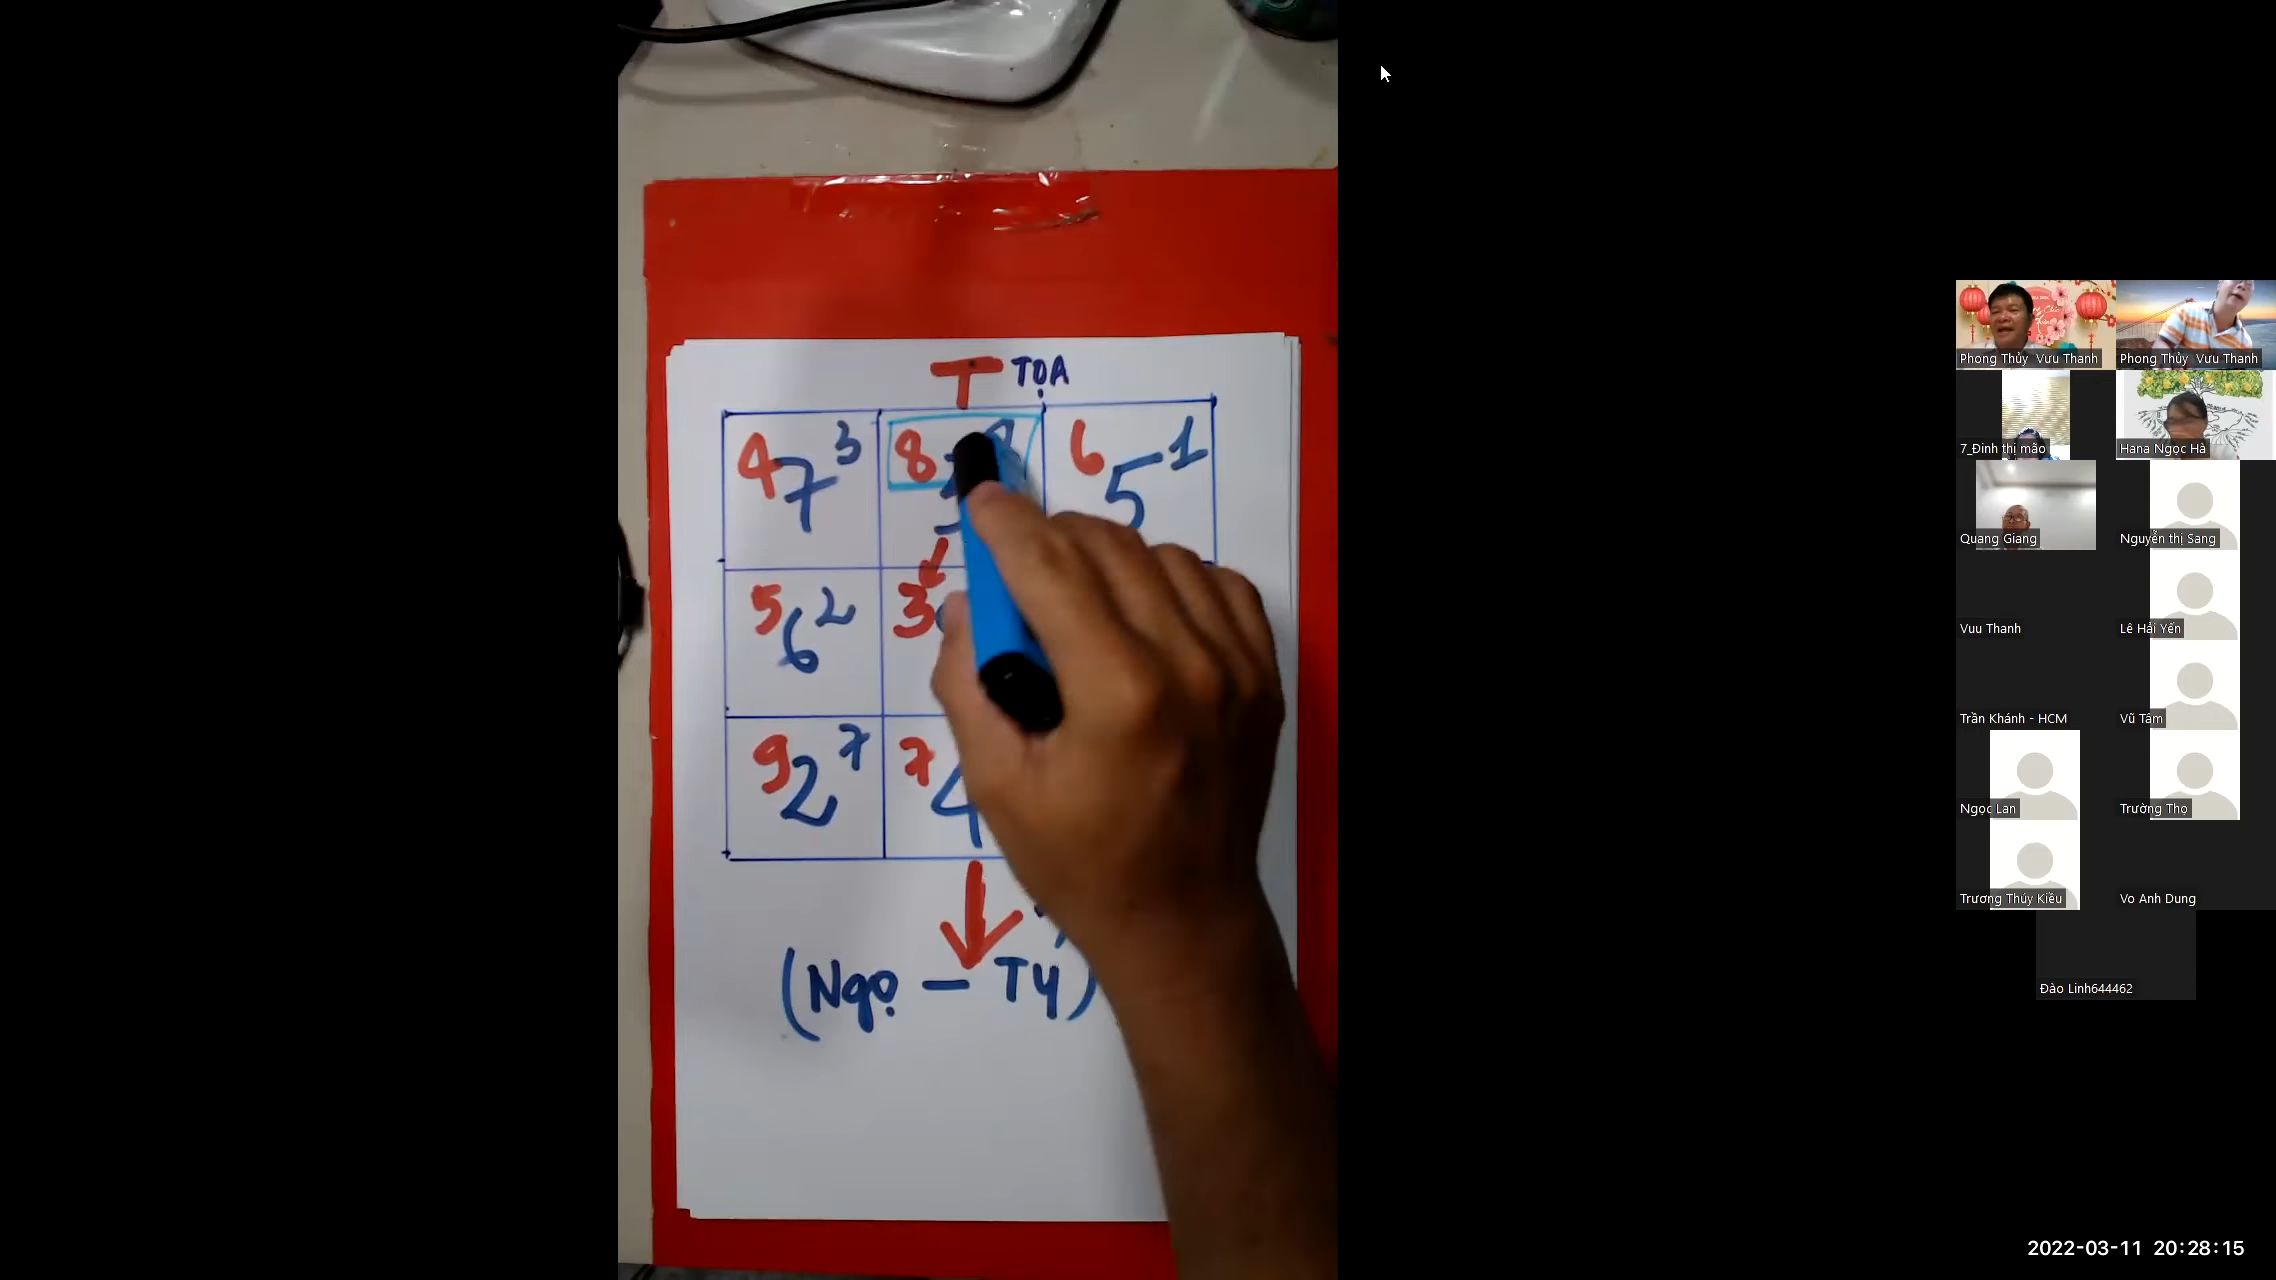 T TỌA
4 7 3
8
6 5 1
5 6 2
3
9 2 7
7 4
(Ngọ - Tý)
Phong Thủy Vưu Thanh
Phong Thủy Vưu Thanh
7_Đinh thị mão
Hana Ngọc Hà
Quang Giang
Nguyễn thị Sang
Vuu Thanh
Lê Hải Yến
Trần Khánh - HCM
Vũ Tâm
Ngọc Lan
Trường Thọ
Trương Thúy Kiều
Vo Anh Dung
Đào Linh644462
2022-03-11 20:28:15